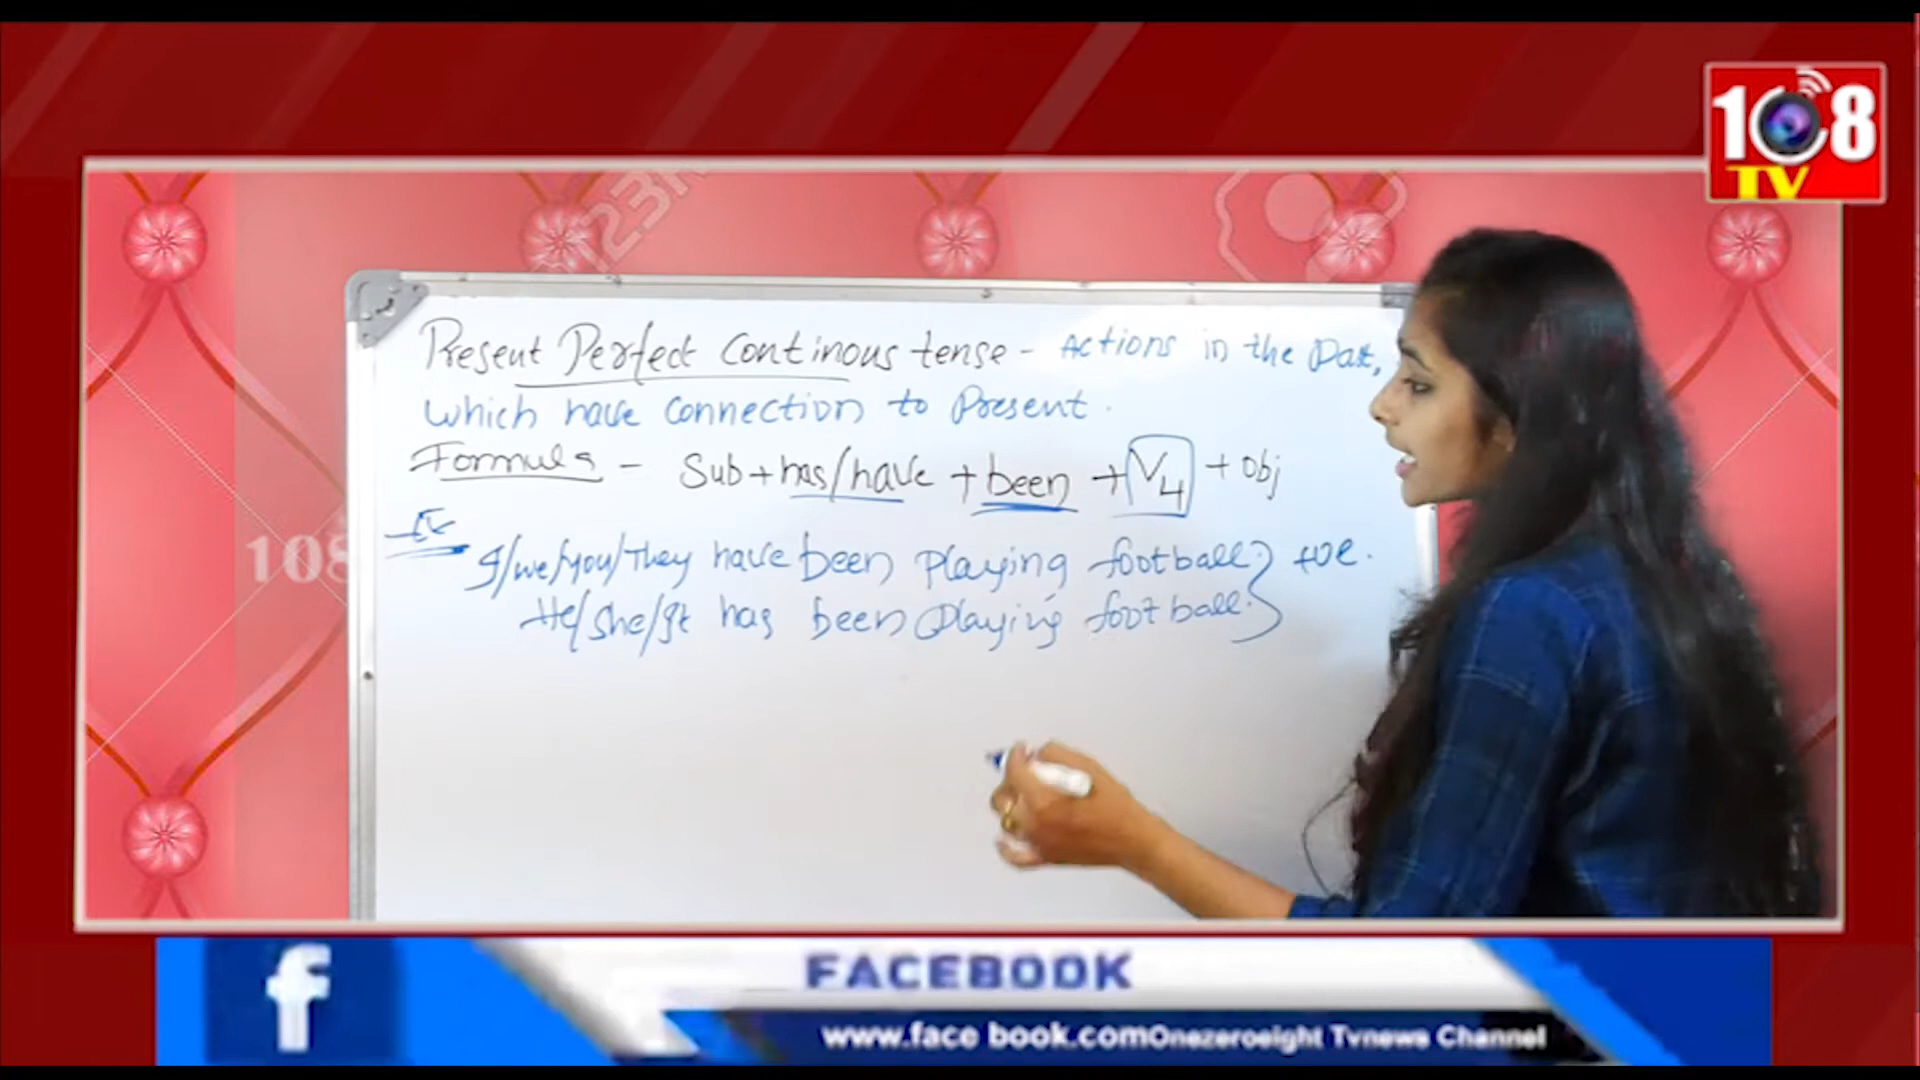 108
TV
123R
Present Perfect Continous tense - Actions in the Past,
which have connection to Present.
Formula - Sub + has/have + been + V4 + obj
Ex
I/we/you/They have been Playing football } +ve.
He/she/It has been playing football. }
108
FACEBOOK
www.face book.comOnezeroeight Tvnews Channel